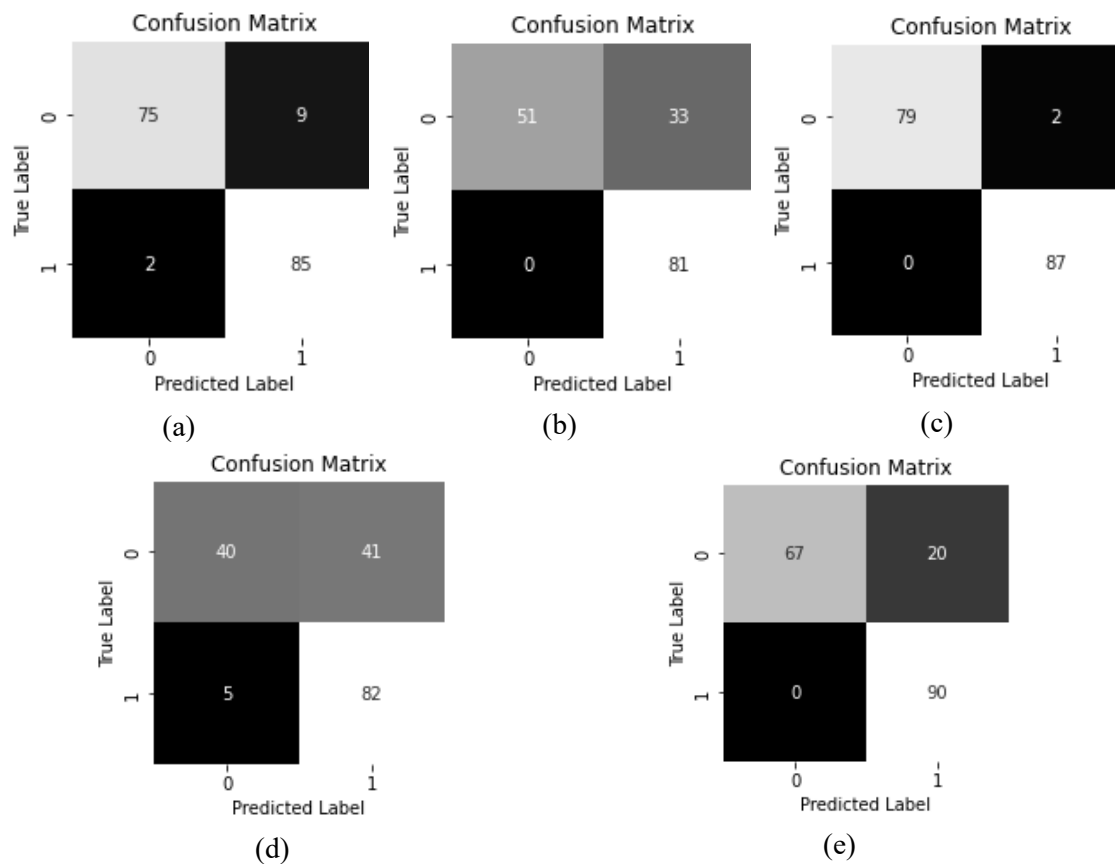 Confusion Matrix
True Label
0
75
9
1
2
85
0
1
Predicted Label
(a)
Confusion Matrix
True Label
0
51
33
1
0
81
0
1
Predicted Label
(b)
Confusion Matrix
True Label
0
79
2
1
0
87
0
1
Predicted Label
(c)
Confusion Matrix
True Label
0
40
41
1
5
82
0
1
Predicted Label
(d)
Confusion Matrix
True Label
0
67
20
1
0
90
0
1
Predicted Label
(e)